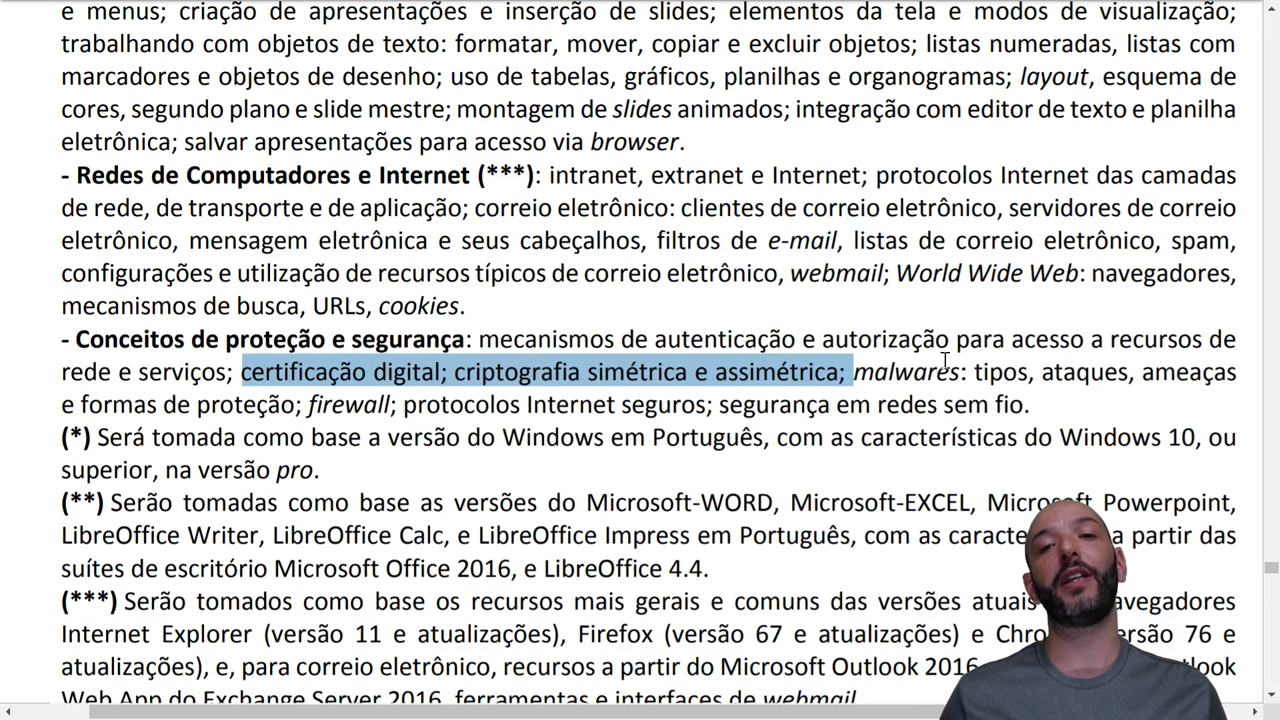 e menus; criação de apresentações e inserção de slides; elementos da tela e modos de visualização;
trabalhando com objetos de texto: formatar, mover, copiar e excluir objetos; listas numeradas, listas com
marcadores e objetos de desenho; uso de tabelas, gráficos, planilhas e organogramas; layout, esquema de
cores, segundo plano e slide mestre; montagem de slides animados; integração com editor de texto e planilha
eletrônica; salvar apresentações para acesso via browser.
- Redes de Computadores e Internet (***): intranet, extranet e Internet; protocolos Internet das camadas
de rede, de transporte e de aplicação; correio eletrônico: clientes de correio eletrônico, servidores de correio
eletrônico, mensagem eletrônica e seus cabeçalhos, filtros de e-mail, listas de correio eletrônico, spam,
configurações e utilização de recursos típicos de correio eletrônico, webmail; World Wide Web: navegadores,
mecanismos de busca, URLs, cookies.
- Conceitos de proteção e segurança: mecanismos de autenticação e autorização para acesso a recursos de
rede e serviços; certificação digital; criptografia simétrica e assimétrica; malwares: tipos, ataques, ameaças
e formas de proteção; firewall; protocolos Internet seguros; segurança em redes sem fio.
(*) Será tomada como base a versão do Windows em Português, com as características do Windows 10, ou
superior, na versão pro.
(**) Serão tomadas como base as versões do Microsoft-WORD, Microsoft-EXCEL, Microsoft Powerpoint,
LibreOffice Writer, LibreOffice Calc, e LibreOffice Impress em Português, com as a partir das
suítes de escritório Microsoft Office 2016, e LibreOffice 4.4.
(***) Serão tomados como base os recursos mais gerais e comuns das versões atuais
Internet Explorer (versão 11 e atualizações), Firefox (versão 67 e atualizações) e 76 e
atualizações), e, para correio eletrônico, recursos a partir do Microsoft Outlook 2016
Web App do Exchange Server 2016, ferramentas e interfaces de webmail.